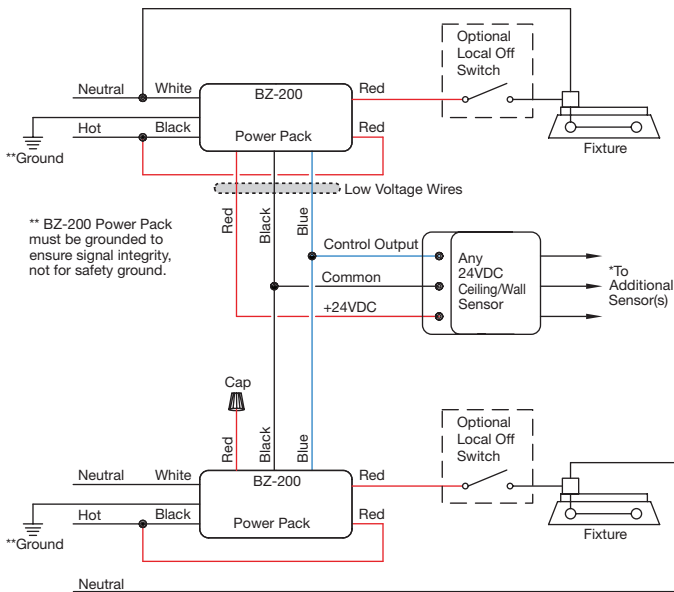 Optional
Local Off
Switch
Neutral
White
BZ-200
Red
Hot
Black
Power Pack
Red
**Ground
Fixture
Low Voltage Wires
Red
Black
Blue
** BZ-200 Power Pack
must be grounded to
ensure signal integrity,
not for safety ground.
Control Output
Common
+24VDC
Any
24VDC
Ceiling/Wall
Sensor
*To
Additional
Sensor(s)
Cap
Red
Black
Blue
Optional
Local Off
Switch
Neutral
White
BZ-200
Red
Hot
Black
Power Pack
Red
**Ground
Fixture
Neutral